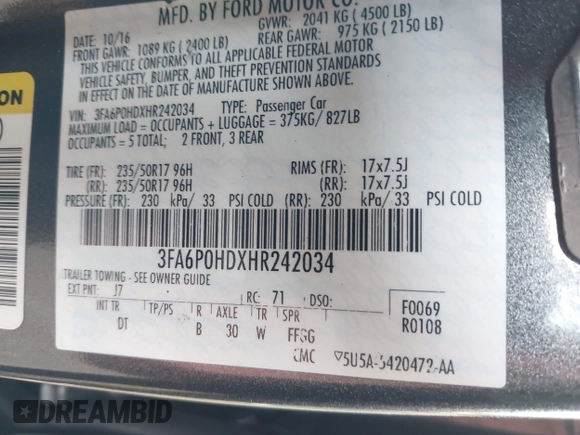 MFD. BY FORD MOTOR CO.
DATE: 10/16 GVWR: 2041 KG ( 4500 LB)
FRONT GAWR: 1089 KG ( 2400 LB) REAR GAWR: 975 KG ( 2150 LB)
THIS VEHICLE CONFORMS TO ALL APPLICABLE FEDERAL MOTOR
VEHICLE SAFETY, BUMPER, AND THEFT PREVENTION STANDARDS
IN EFFECT ON THE DATE OF MANUFACTURE SHOWN ABOVE.
VIN: 3FA6P0HDXHR242034 TYPE: Passenger Car
MAXIMUM LOAD = OCCUPANTS + LUGGAGE = 375KG/ 827LB
OCCUPANTS = 5 TOTAL; 2 FRONT, 3 REAR
TIRE (FR): 235/50R17 96H RIMS (FR): 17x7.5J
(RR): 235/50R17 96H (RR): 17x7.5J
PRESSURE (FR): 230 kPa/ 33 PSI COLD (RR): 230 kPa/ 33 PSI COLD
3FA6P0HDXHR242034
TRAILER TOWING - SEE OWNER GUIDE
EXT PNT: J7 RC: 71 DSO: F0069
INT TR TP/PS R AXLE TR SPR R0108
DT B 30 W FFGG
5U5A-5420472-AA
DREAMBID